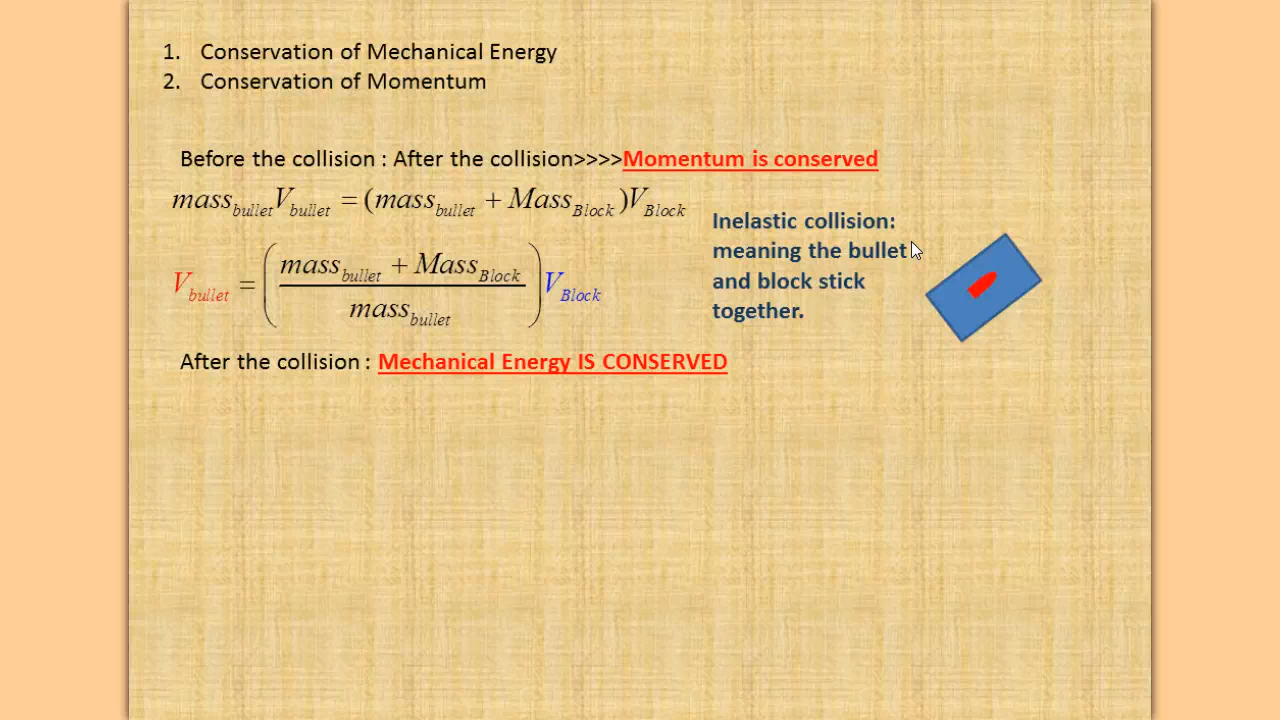 1. Conservation of Mechanical Energy
2. Conservation of Momentum
Before the collision : After the collision>>>>Momentum is conserved
mass_bullet V_bullet = (mass_bullet + Mass_Block )V_Block
Inelastic collision:
meaning the bullet
and block stick
together.
V_bullet = ( (mass_bullet + Mass_Block) / mass_bullet ) V_Block
After the collision : Mechanical Energy IS CONSERVED